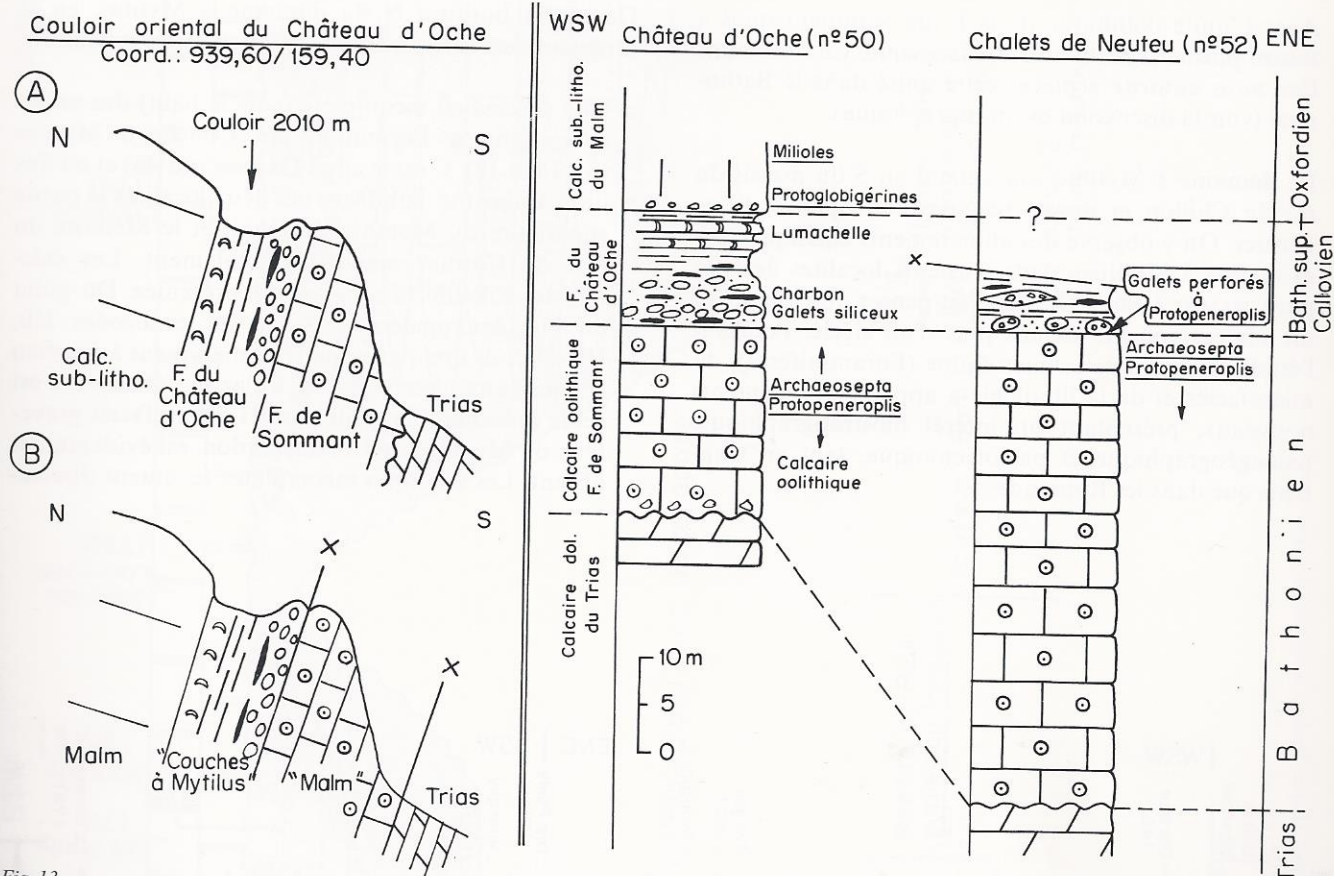 Couloir oriental du Château d'Oche
Coord.: 939,60/159,40
A
N
Couloir 2010 m
S
Calc.
sub-litho.
F. du
Château
d'Oche
F. de
Sommant
Trias
B
N
S
X
X
Malm
"Couches
à Mytilus"
"Malm"
Trias
WSW
Château d'Oche (nº50)
Chalets de Neuteu (nº52)
ENE
Calc. sub.-litho.
du Malm
F. du
Château
d'Oche
Calcaire oolithique
F. de Sommant
Calcaire dol.
du Trias
Milioles
Protoglobigérines
Lumachelle
Charbon
Galets siliceux
Archaeosepta
Protopeneroplis
Calcaire
oolithique
10 m
5
0
?
x
Galets perforés
à
Protopeneroplis
Archaeosepta
Protopeneroplis
Oxfordien
Bath. sup.-
Callovien
Bathonien
Trias
Fig. 13